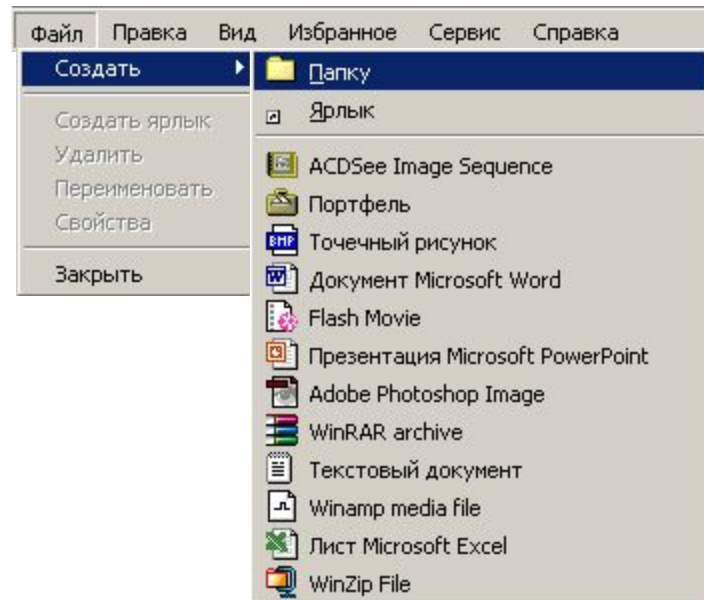 Файл Правка Вид Избранное Сервис Справка
Создать
Создать ярлык
Удалить
Переименовать
Свойства
Закрыть
Папку
Ярлык
ACDSee Image Sequence
Портфель
BMP Точечный рисунок
Документ Microsoft Word
Flash Movie
Презентация Microsoft PowerPoint
Adobe Photoshop Image
WinRAR archive
Текстовый документ
Winamp media file
Лист Microsoft Excel
WinZip File